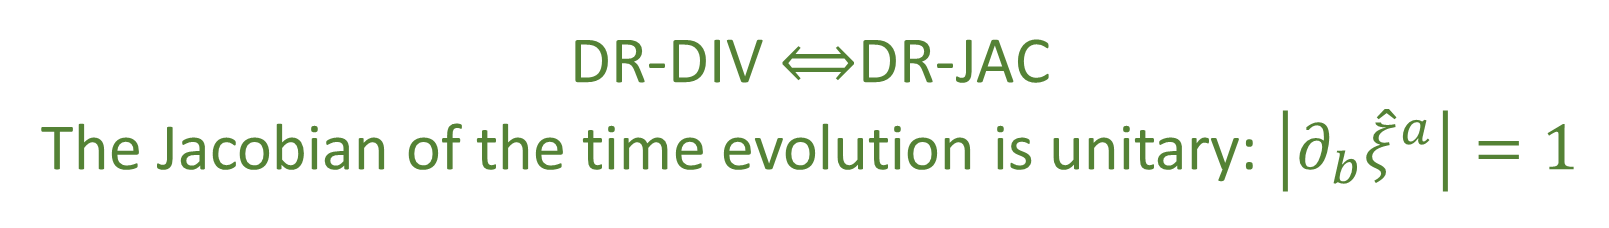 DR-DIV ⟺DR-JAC
The Jacobian of the time evolution is unitary: |∂_b ξ̂^a| = 1